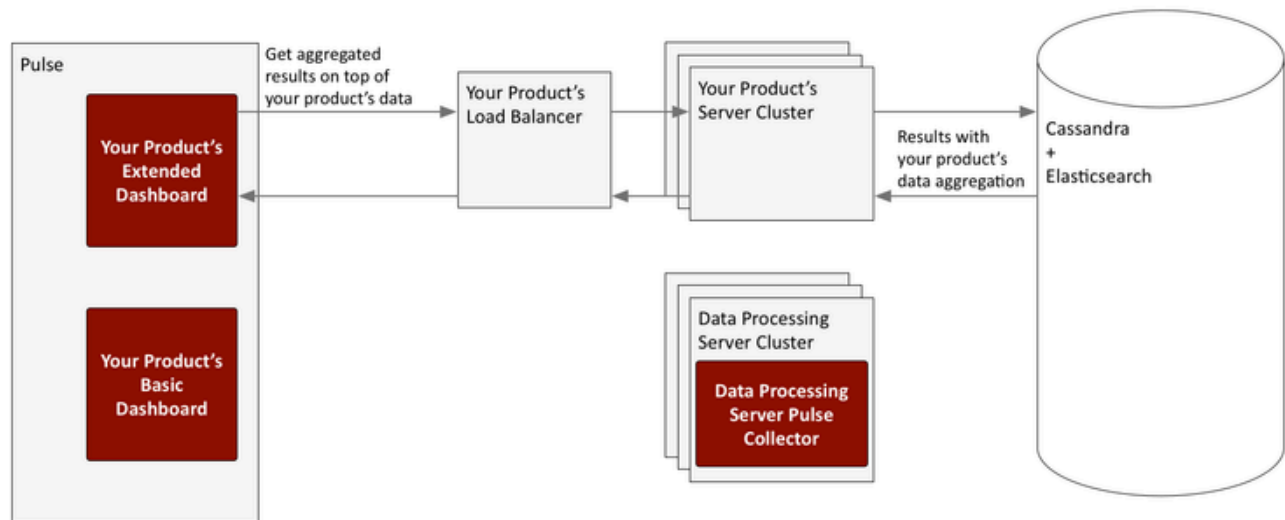 Pulse
Get aggregated
results on top of
your product's data
Your Product's
Extended
Dashboard
Your Product's
Load Balancer
Your Product's
Server Cluster
Results with
your product's
data aggregation
Cassandra
+
Elasticsearch
Your Product's
Basic
Dashboard
Data Processing
Server Cluster
Data Processing
Server Pulse
Collector